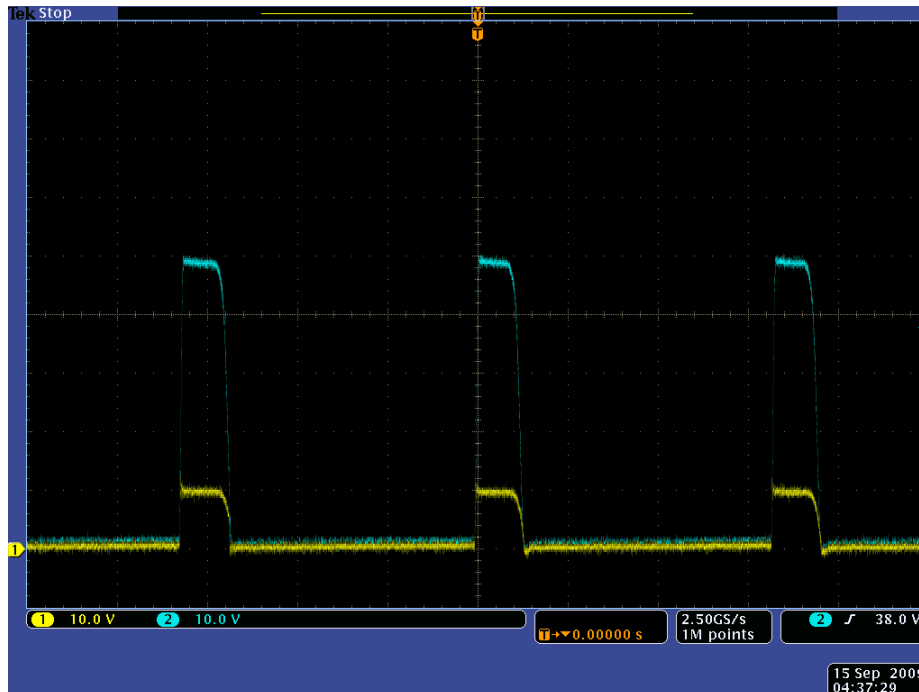 Tek Stop
T
T
1
1 10.0 V 2 10.0 V
T→▼0.00000 s
2.50GS/s
1M points
2 38.0 V
15 Sep 2009
04:37:29